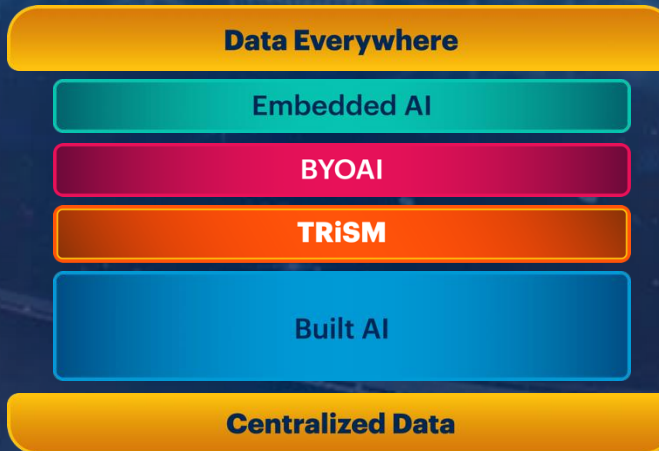 Data Everywhere
Embedded AI
BYOAI
TRiSM
Built AI
Centralized Data